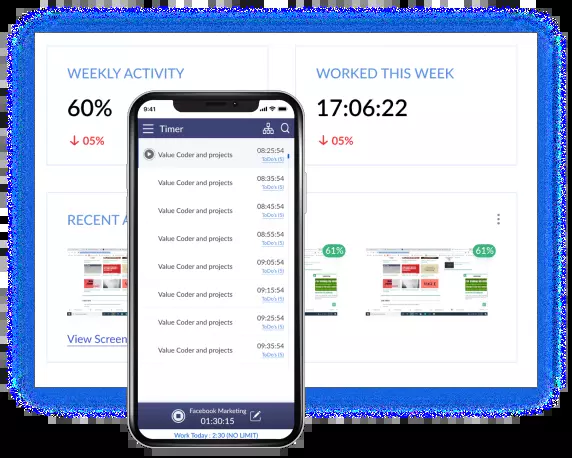 WEEKLY ACTIVITY
60%
05%
WORKED THIS WEEK
17:06:22
05%
RECENT A
61%
61%
View Screen
9:41
Timer
Value Coder and projects
08:25:54
ToDo's (5)
Value Coder and projects
08:35:54
ToDo's (5)
Value Coder and projects
08:45:54
ToDo's (5)
Value Coder and projects
08:55:54
ToDo's (5)
Value Coder and projects
09:05:54
ToDo's (5)
Value Coder and projects
09:15:54
ToDo's (5)
Value Coder and projects
09:25:54
ToDo's (5)
Value Coder and projects
09:35:54
ToDo's (5)
Facebook Marketing
01:30:15
Work Today : 2:30 (NO LIMIT)